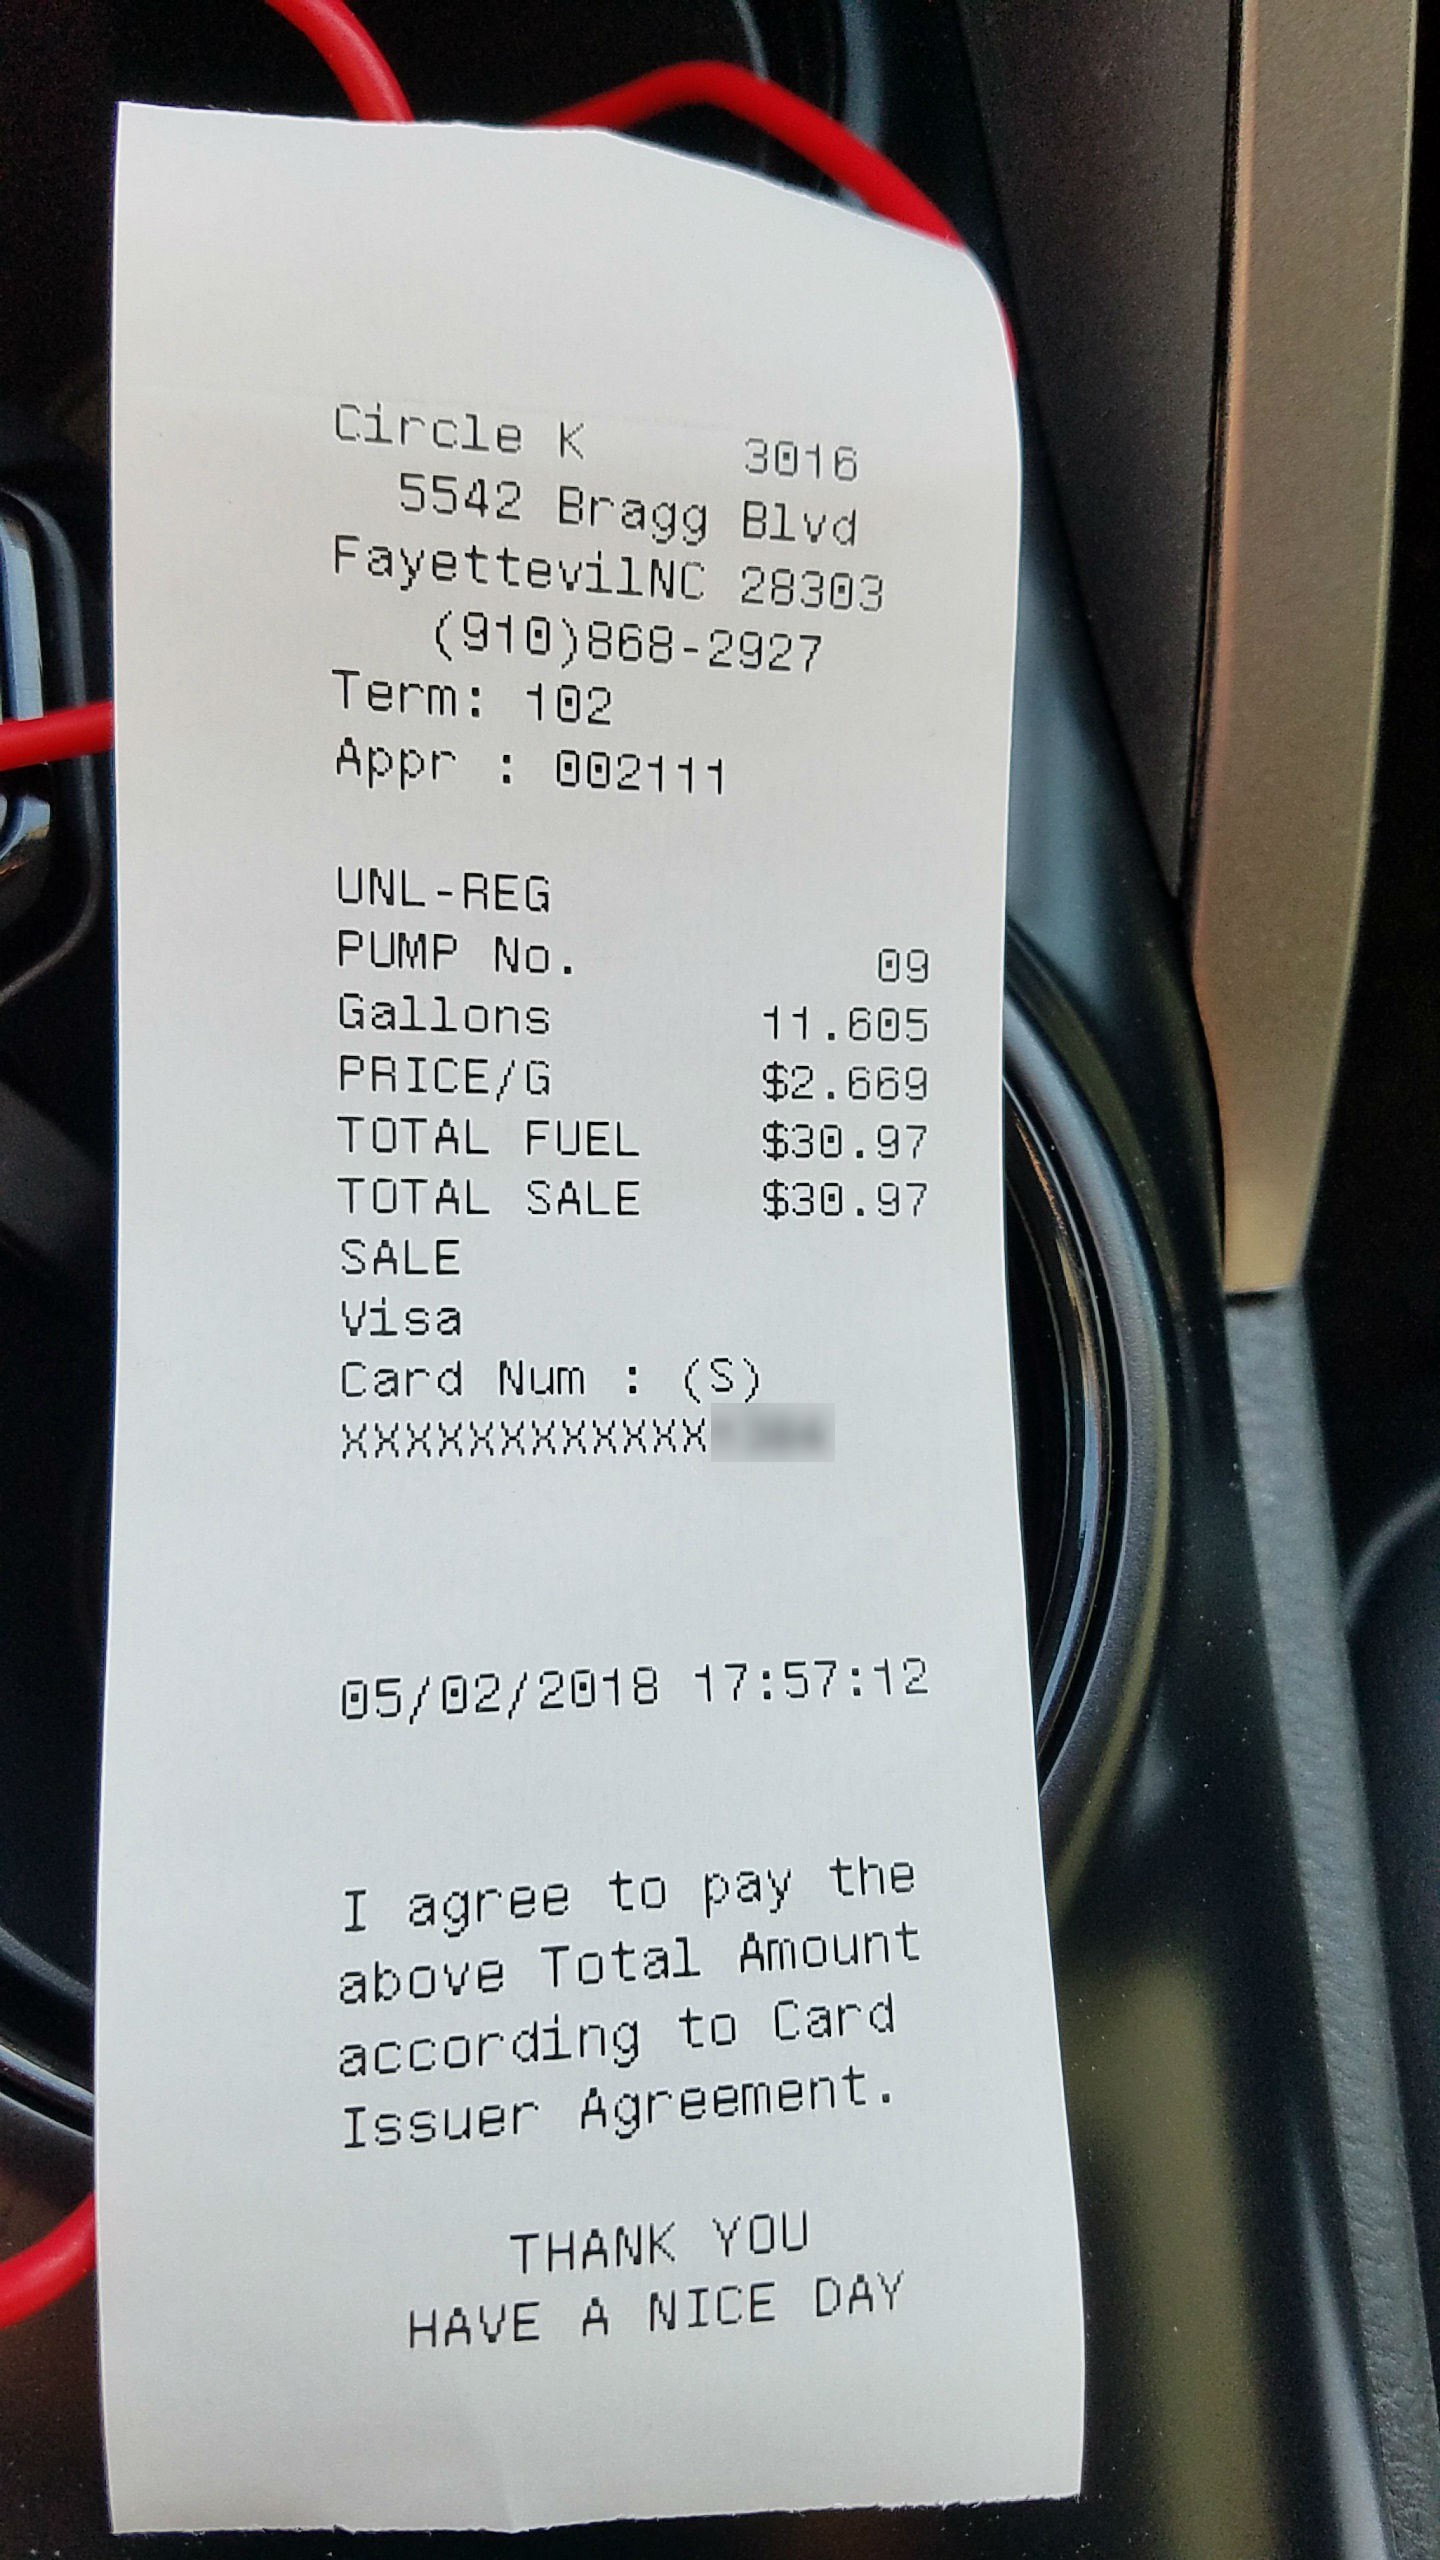 Circle K 3016
5542 Bragg Blvd
FayettevilNC 28303
(910)868-2927
Term: 102
Appr : 002111
UNL-REG
PUMP No. 09
Gallons 11.605
PRICE/G $2.669
TOTAL FUEL $30.97
TOTAL SALE $30.97
SALE
Visa
Card Num : (S)
XXXXXXXXXXXX
05/02/2018 17:57:12
I agree to pay the
above Total Amount
according to Card
Issuer Agreement.
THANK YOU
HAVE A NICE DAY